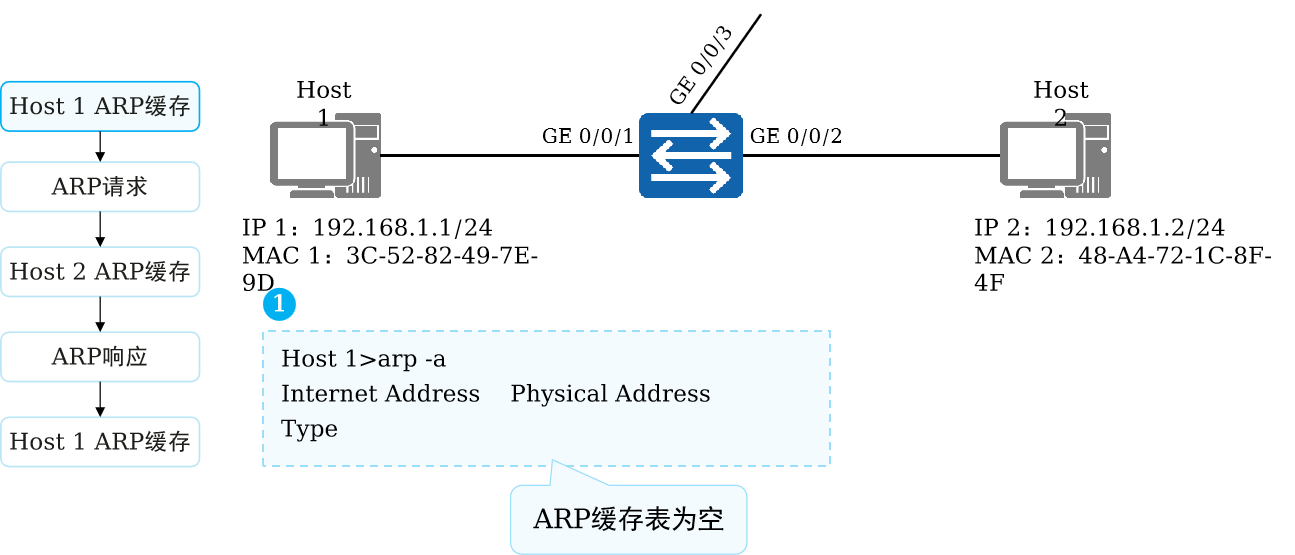 Host 1 ARP缓存
ARP请求
Host 2 ARP缓存
ARP响应
Host 1 ARP缓存
Host
1
GE 0/0/1
GE 0/0/3
GE 0/0/2
Host
2
IP 1：192.168.1.1/24
MAC 1：3C-52-82-49-7E-
9D
IP 2：192.168.1.2/24
MAC 2：48-A4-72-1C-8F-
4F
1
Host 1>arp -a
Internet Address    Physical Address
Type
ARP缓存表为空